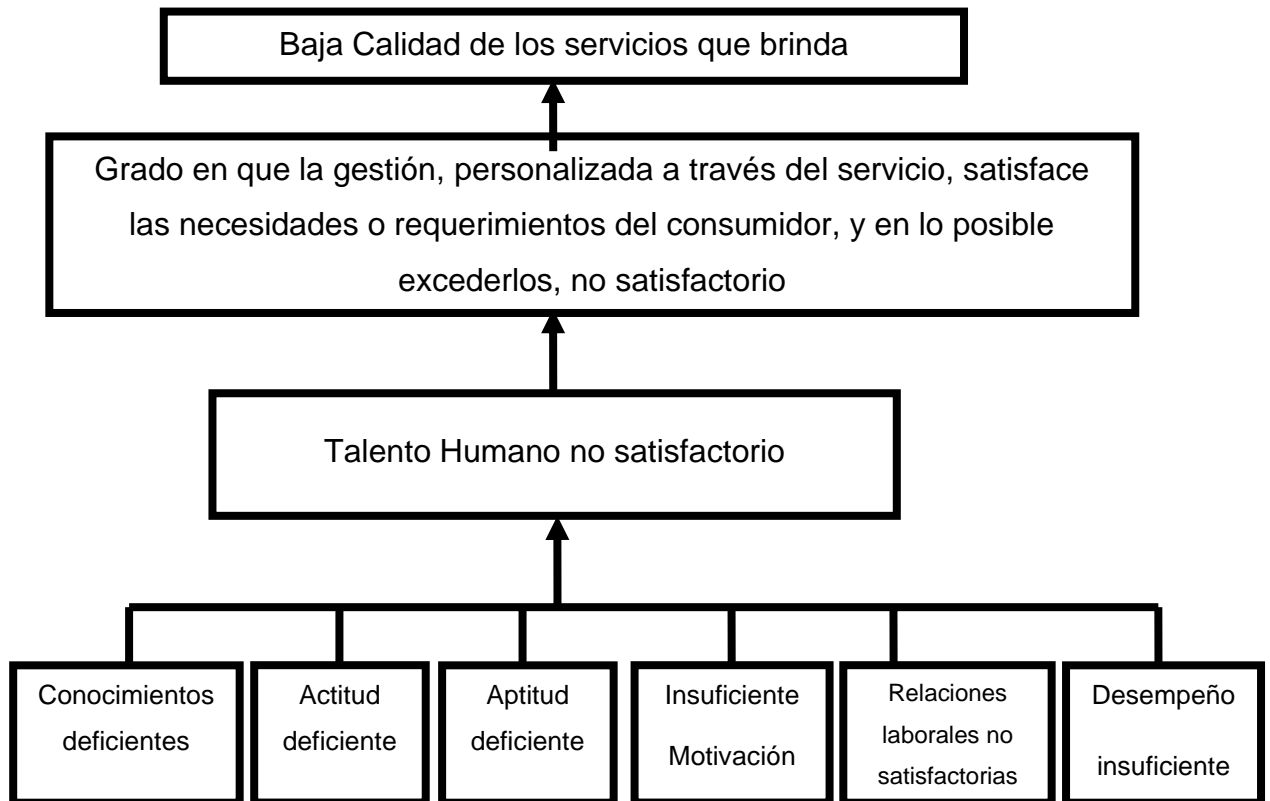 Baja Calidad de los servicios que brinda
Grado en que la gestión, personalizada a través del servicio, satisface
las necesidades o requerimientos del consumidor, y en lo posible
excederlos, no satisfactorio
Talento Humano no satisfactorio
Conocimientos
deficientes
Actitud
deficiente
Aptitud
deficiente
Insuficiente
Motivación
Relaciones
laborales no
satisfactorias
Desempeño
insuficiente